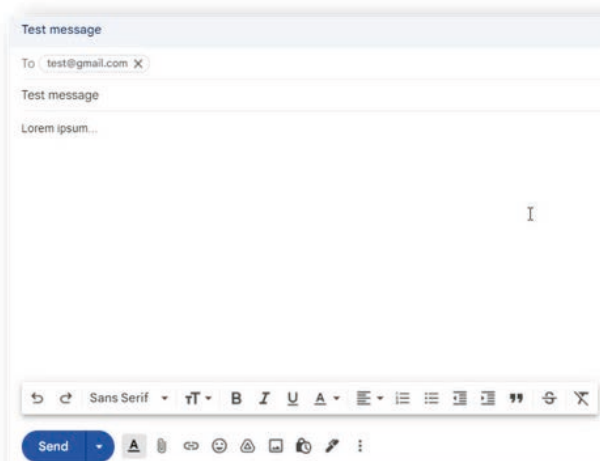 Test message
To test@gmail.com
Test message
Lorem ipsum...
Sans Serif
Send